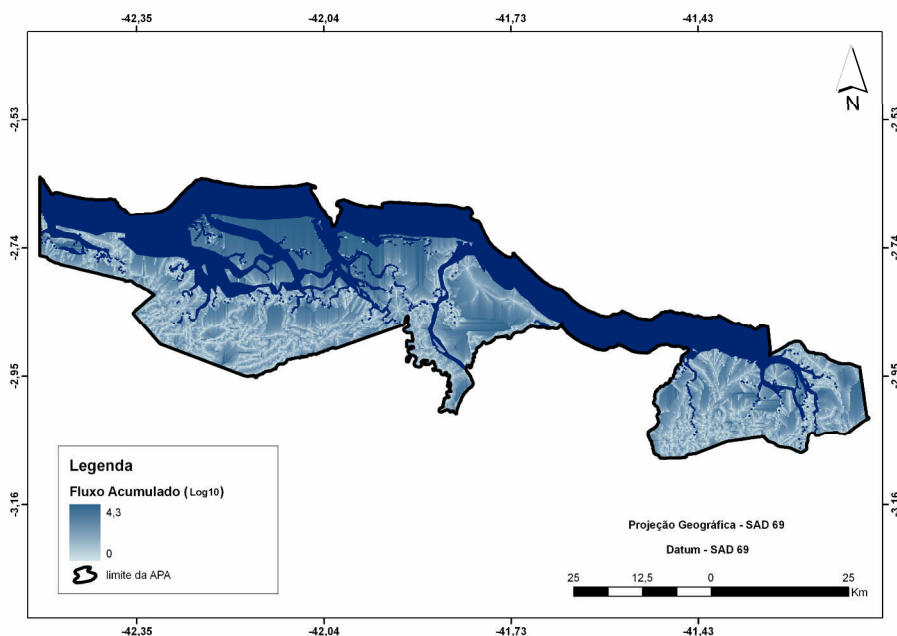 -42,35 -42,04 -41,73 -41,43
N
-2,53 -2,53
-2,74 -2,74
-2,95 -2,95
-3,16 -3,16
Legenda
Fluxo Acumulado (Log10)
4,3
0
limite da APA
Projeção Geográfica - SAD 69
Datum - SAD 69
25 12,5 0 25
Km
-42,35 -42,04 -41,73 -41,43